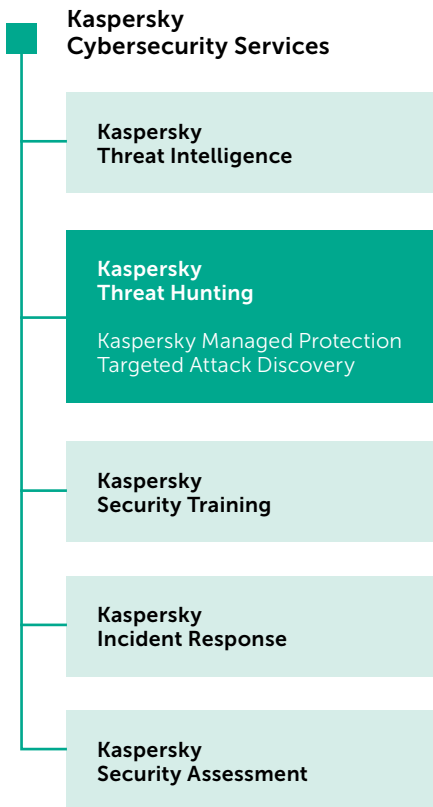 Kaspersky
Cybersecurity Services
Kaspersky
Threat Intelligence
Kaspersky
Threat Hunting
Kaspersky Managed Protection
Targeted Attack Discovery
Kaspersky
Security Training
Kaspersky
Incident Response
Kaspersky
Security Assessment